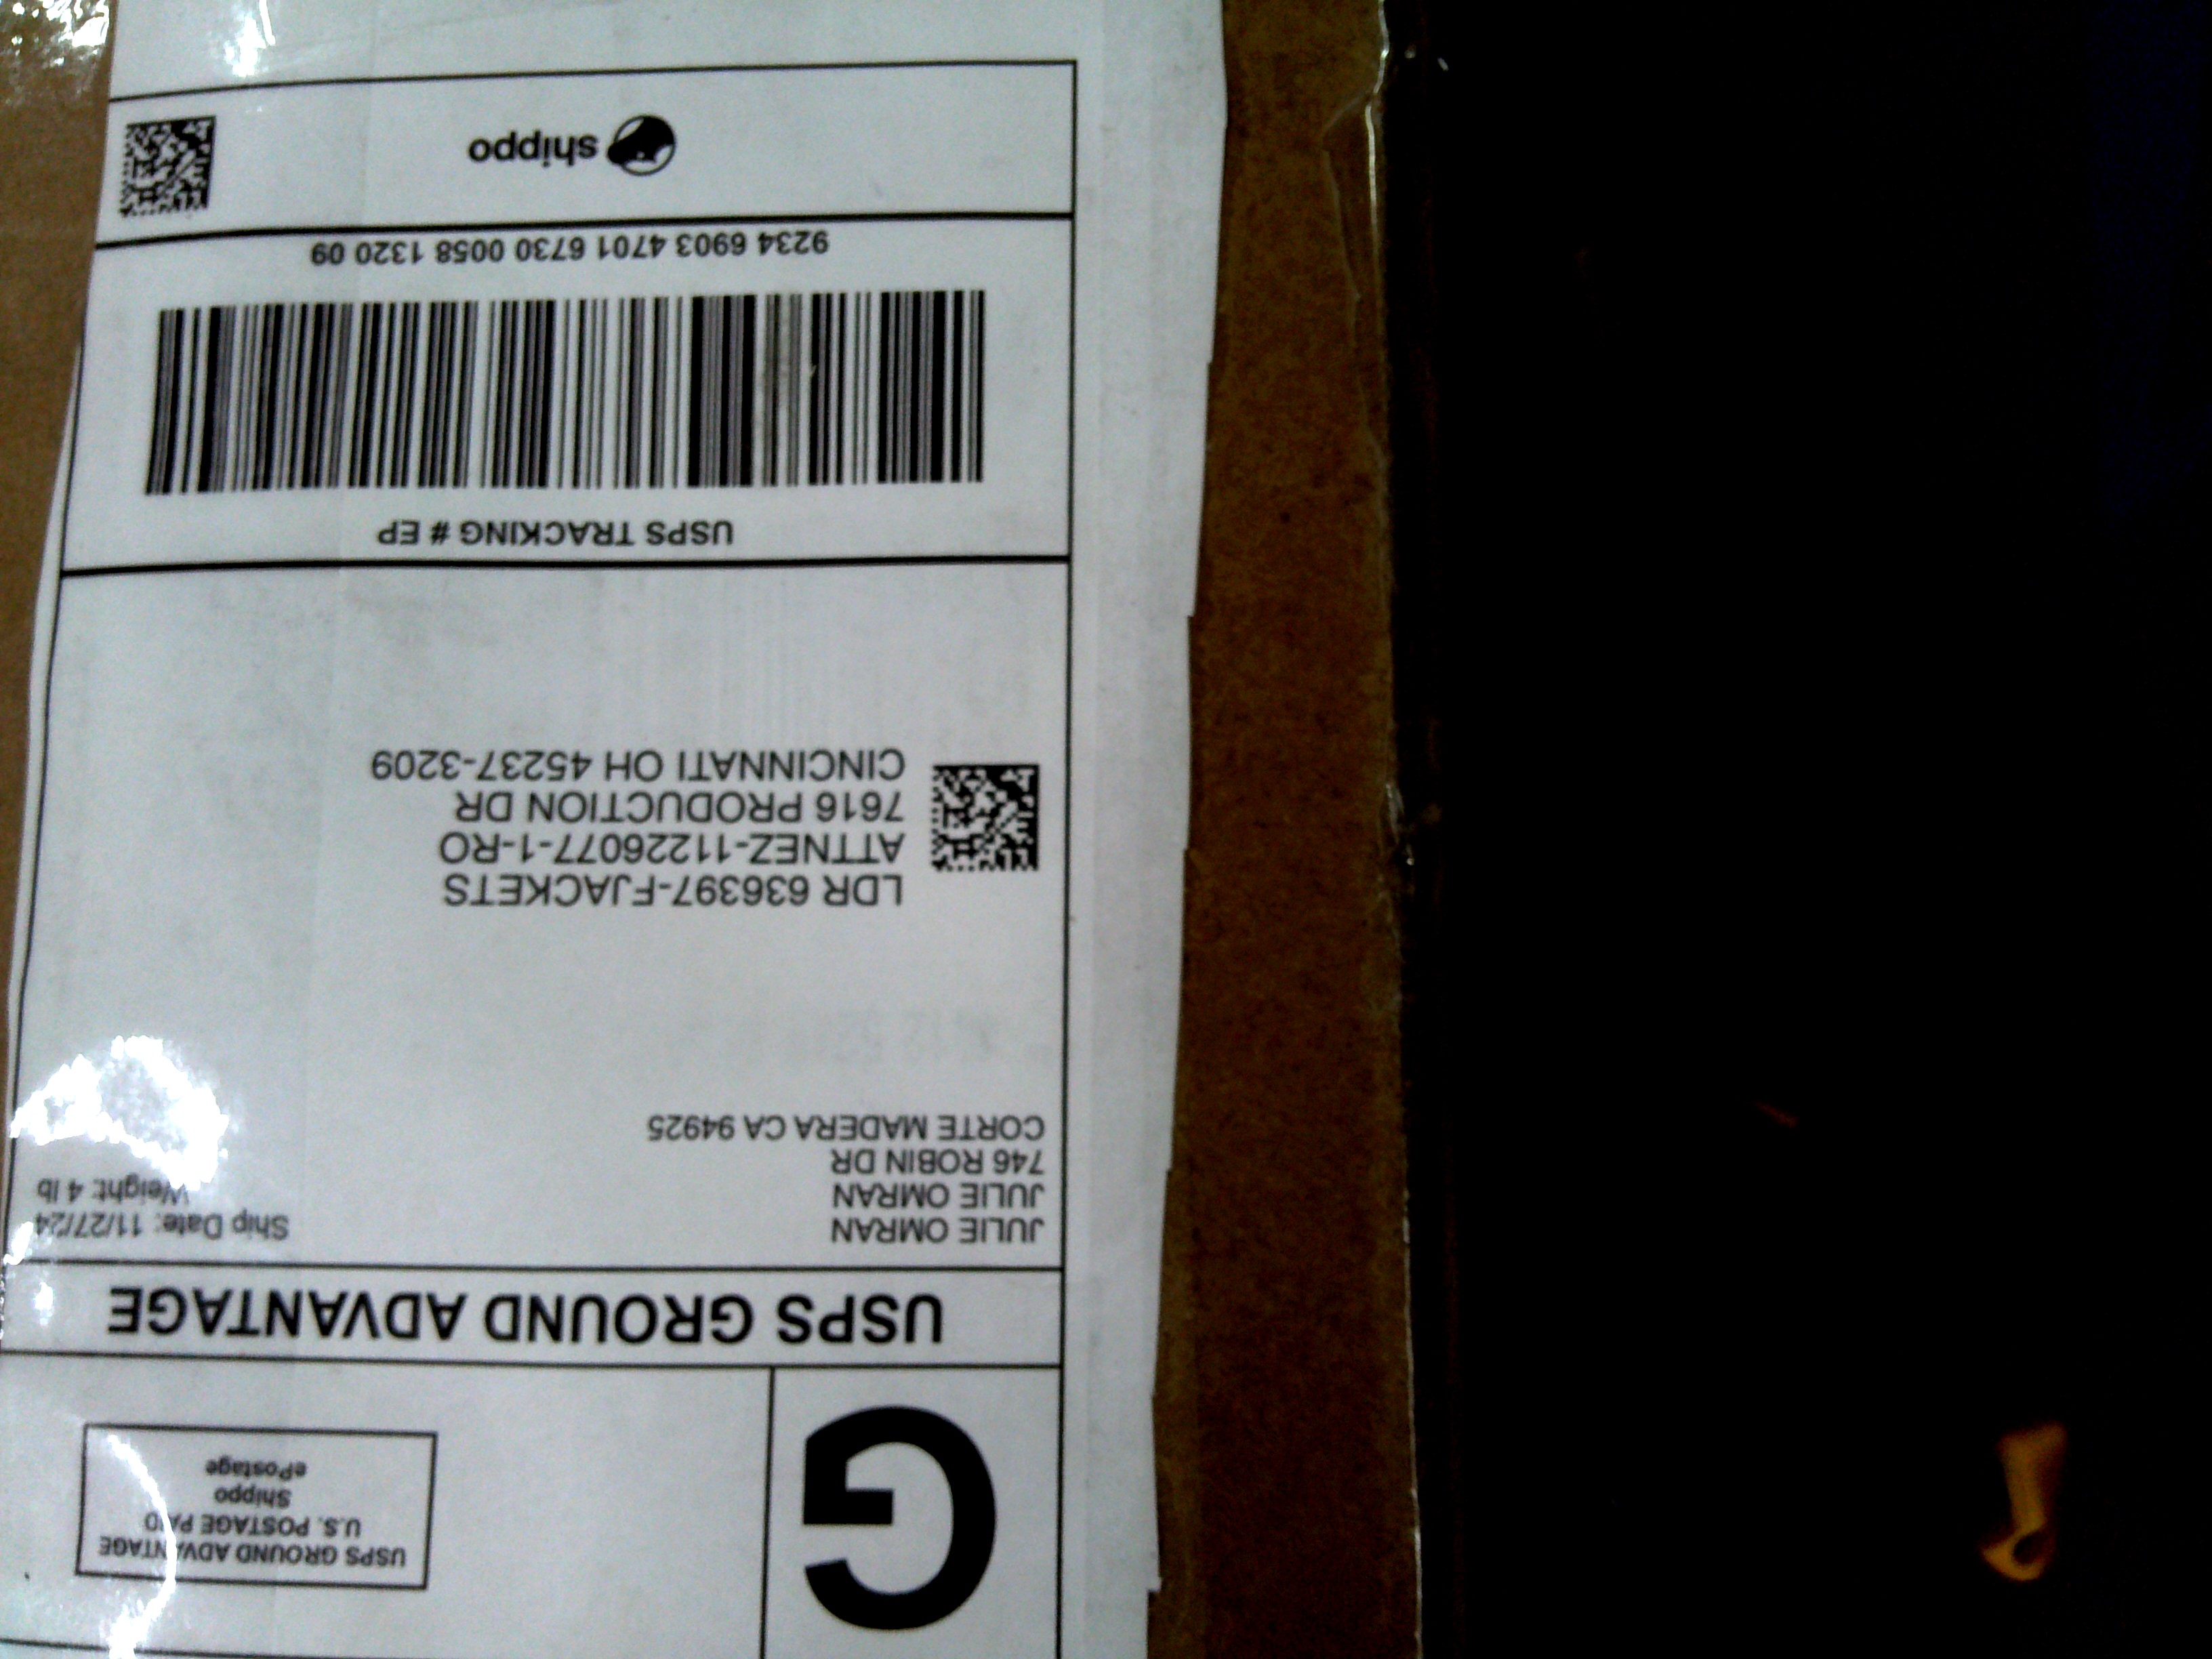 G
USPS GROUND ADVANTAGE
U.S. POSTAGE PAID
Shippo
ePostage
USPS GROUND ADVANTAGE
JULIE OMRAN
JULIE OMRAN
746 ROBIN DR
CORTE MADERA CA 94925
Ship Date: 11/27/24
Weight: 4 lb
LDR 636397-FJACKETS
ATTNEZ-11226077-1-RO
7616 PRODUCTION DR
CINCINNATI OH 45237-3209
USPS TRACKING # EP
9234 6903 4701 6730 0058 1320 09
shippo